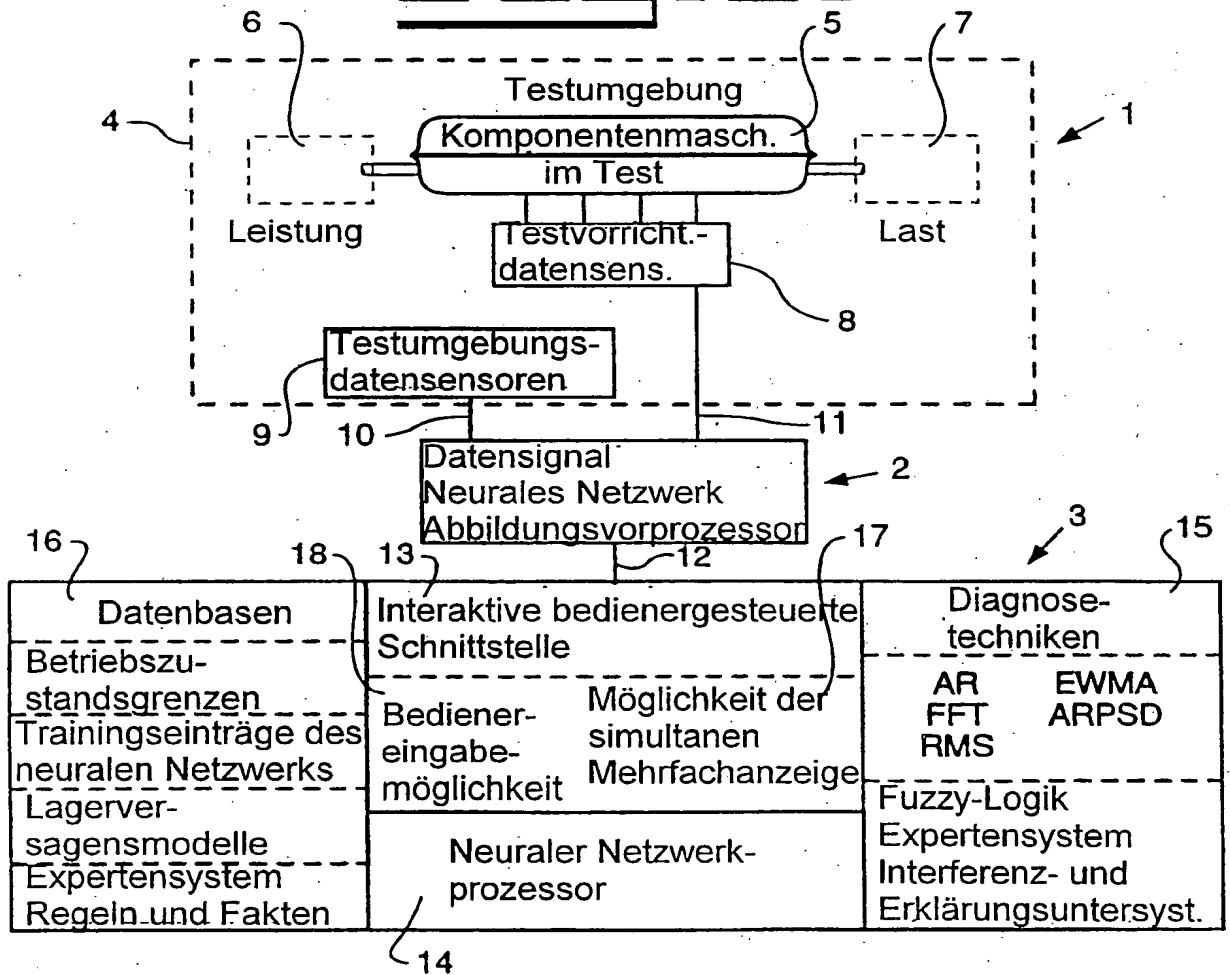 6
5
7
Testumgebung
4
1
Komponentenmasch.
im Test
Leistung
Last
Testvorricht.-
datensens.
8
Testumgebungs-
datensensoren
9
10
11
Datensignal
Neurales Netzwerk
Abbildungsvorprozessor
2
16
18
13
12
17
3
15
Datenbasen
Betriebszu-
standsgrenzen
Trainingseinträge des
neuralen Netzwerks
Lagerver-
sagensmodelle
Expertensystem
Regeln und Fakten
Interaktive bedienergesteuerte
Schnittstelle
Bediener-
eingabe-
möglichkeit
Möglichkeit der
simultanen
Mehrfachanzeige
Neuraler Netzwerk-
prozessor
14
Diagnose-
techniken
AR EWMA
FFT ARPSD
RMS
Fuzzy-Logik
Expertensystem
Interferenz- und
Erklärungsuntersyst.